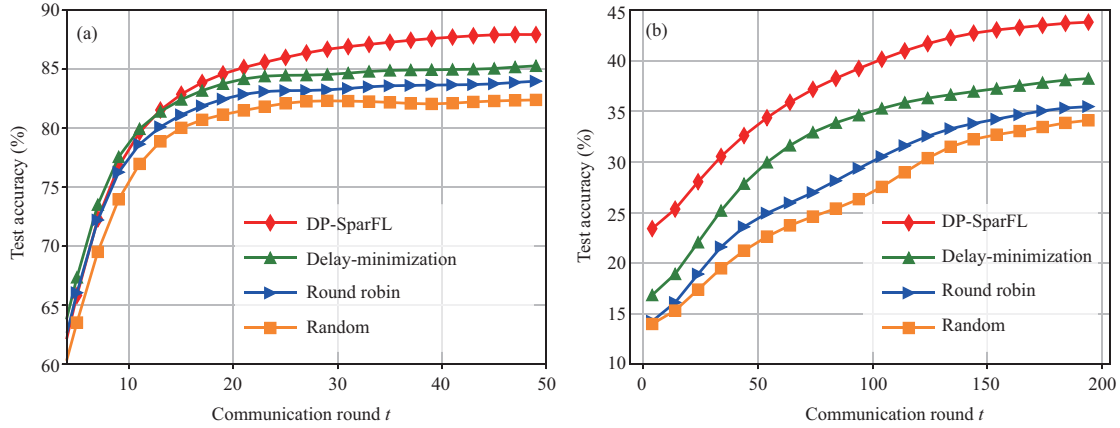 (a)
Test accuracy (%)
90
85
80
75
70
65
60
10
20
30
40
50
Communication round t
DP-SparFL
Delay-minimization
Round robin
Random
(b)
Test accuracy (%)
45
40
35
30
25
20
15
10
0
50
100
150
200
Communication round t
DP-SparFL
Delay-minimization
Round robin
Random